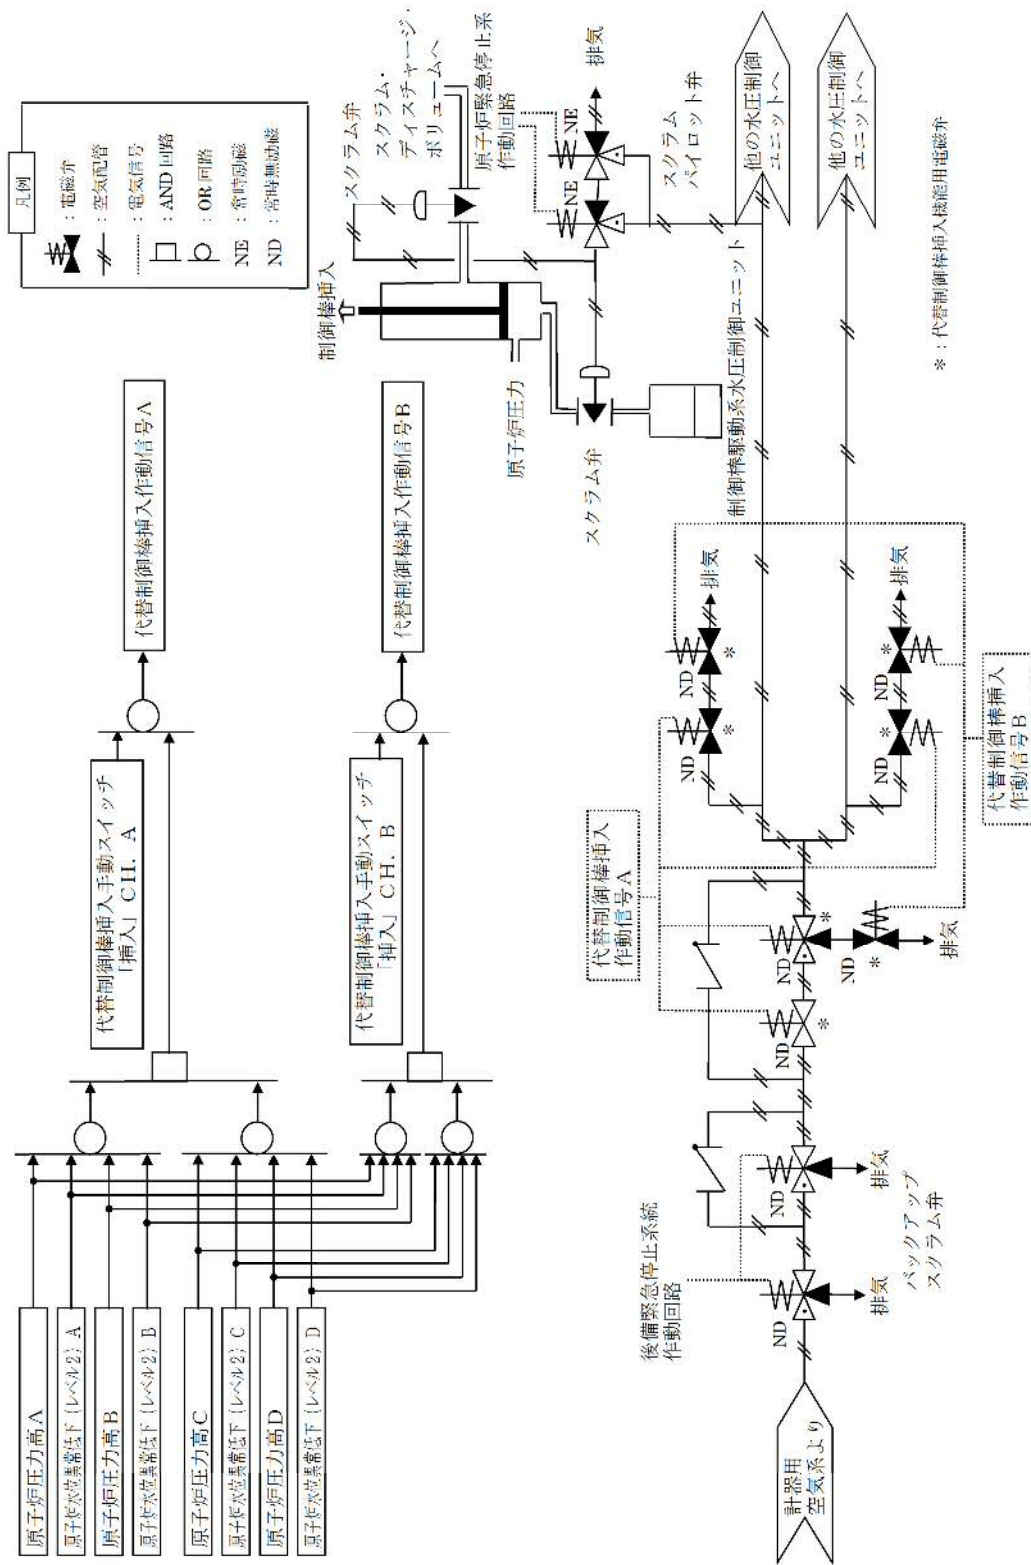 原子炉圧力高A
原子炉水位異常低下（レベル2）A
原子炉圧力高B
原子炉水位異常低下（レベル2）B
原子炉圧力高C
原子炉水位異常低下（レベル2）C
原子炉圧力高D
原子炉水位異常低下（レベル2）D
代替制御棒挿入手動スイッチ
「挿入」CH. A
代替制御棒挿入作動信号A
代替制御棒挿入手動スイッチ
「挿入」CH. B
代替制御棒挿入作動信号B
凡例
：電磁弁
：空気配管
：電気信号
：AND 回路
：OR 回路
NE ：常時励磁
ND ：常時無励磁
制御棒挿入
スクラム弁
スクラム・
ディスチャージ・
ボリュームへ
原子炉緊急停止系
作動回路
原子炉圧力
スクラム弁
NE
NE
排気
スクラム
パイロット弁
制御棒駆動系水圧制御ユニット
他の水圧制御
ユニットへ
他の水圧制御
ユニットへ
計器用
空気系より
後備緊急停止系統
作動回路
ND
排気
ND
排気
バックアップ
スクラム弁
代替制御棒挿入
作動信号A
ND
*
ND
*
ND
*
排気
ND
*
ND
*
排気
ND
*
ND
*
排気
代替制御棒挿入
作動信号B
*：代替制御棒挿入機能用電磁弁